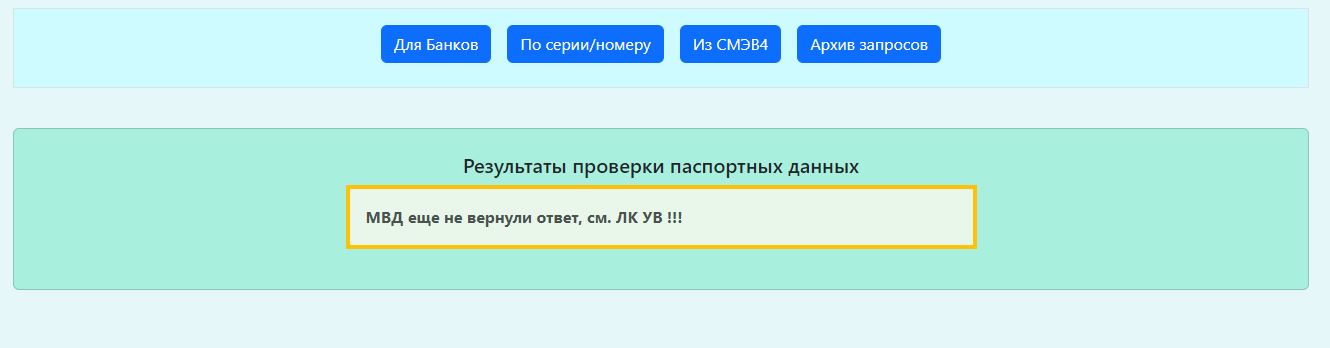 Для Банков По серии/номеру Из СМЭВ4 Архив запросов
Результаты проверки паспортных данных
МВД еще не вернули ответ, см. ЛК УВ !!!